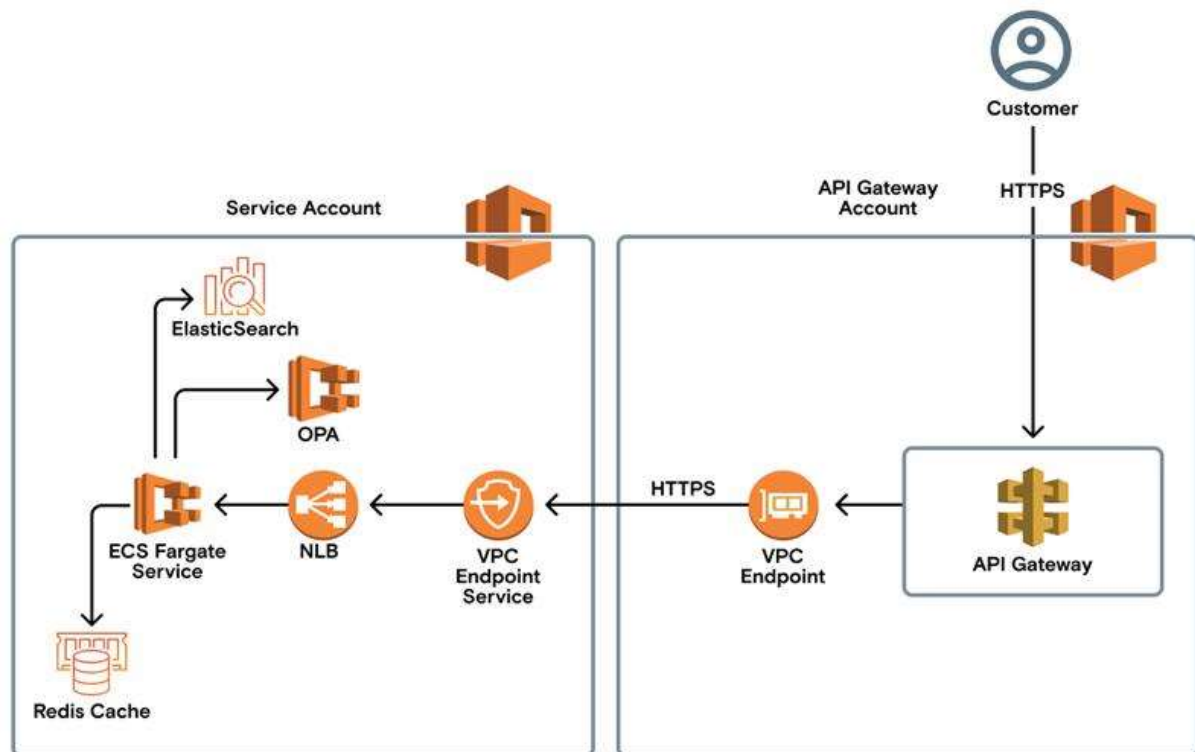 Customer
HTTPS
API Gateway
Account
Service Account
ElasticSearch
OPA
HTTPS
ECS Fargate
Service
NLB
VPC
Endpoint
Service
VPC
Endpoint
API Gateway
Redis Cache